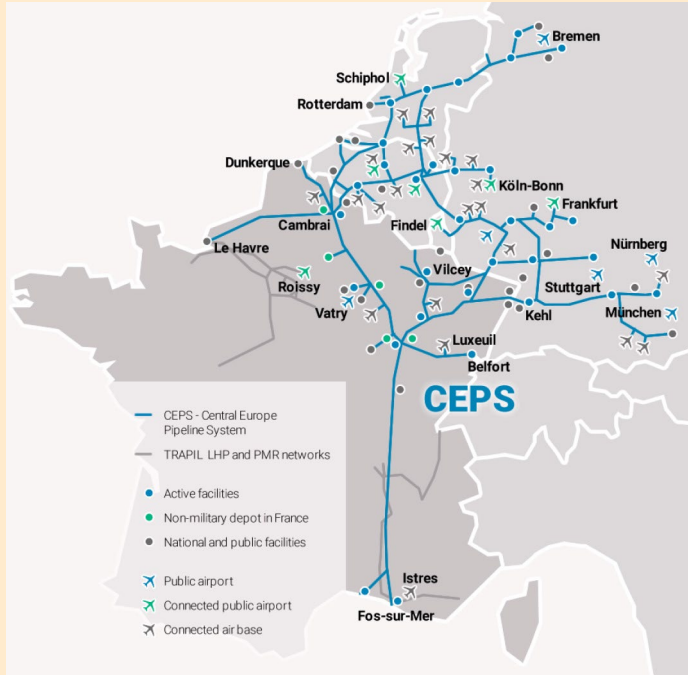 Bremen
Schiphol
Rotterdam
Dunkerque
Köln-Bonn
Frankfurt
Cambrai
Findel
Nürnberg
Le Havre
Vilcey
Roissy
Stuttgart
Vatry
Kehl
München
Luxeuil
Belfort
CEPS
CEPS - Central Europe
Pipeline System
TRAPIL LHP and PMR networks
Active facilities
Non-military depot in France
National and public facilities
Public airport
Connected public airport
Connected air base
Istres
Fos-sur-Mer